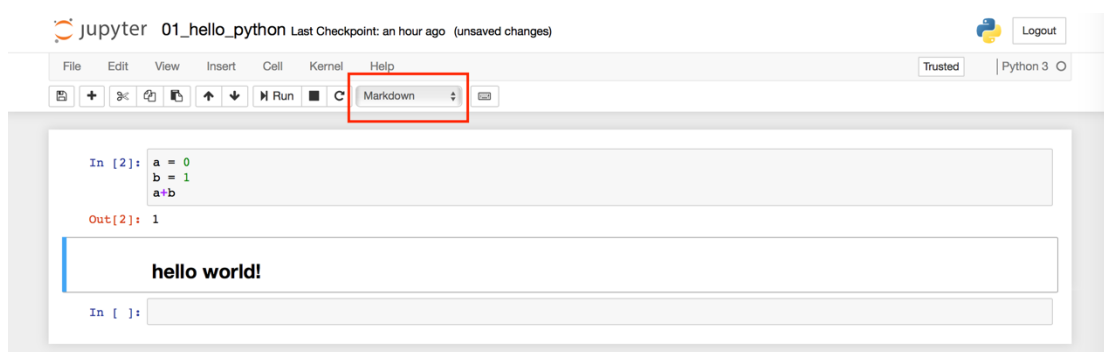 jupyter 01_hello_python Last Checkpoint: an hour ago (unsaved changes) Logout
File Edit View Insert Cell Kernel Help Trusted Python 3
Run Markdown
In [2]: a = 0
b = 1
a+b
Out[2]: 1
hello world!
In [ ]: